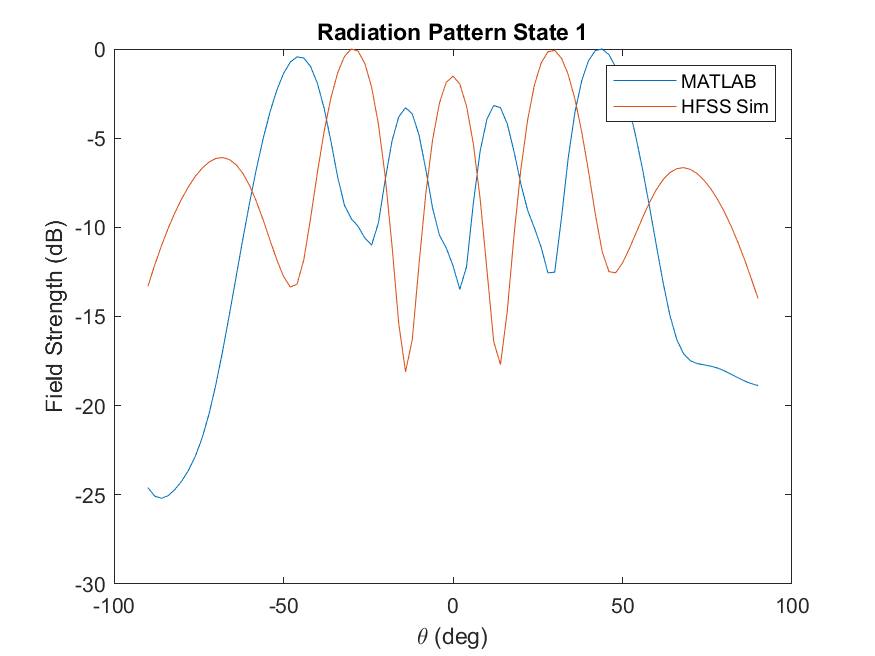 Radiation Pattern State 1
MATLAB
HFSS Sim
Field Strength (dB)
0
-5
-10
-15
-20
-25
-30
-100
-50
0
50
100
θ (deg)